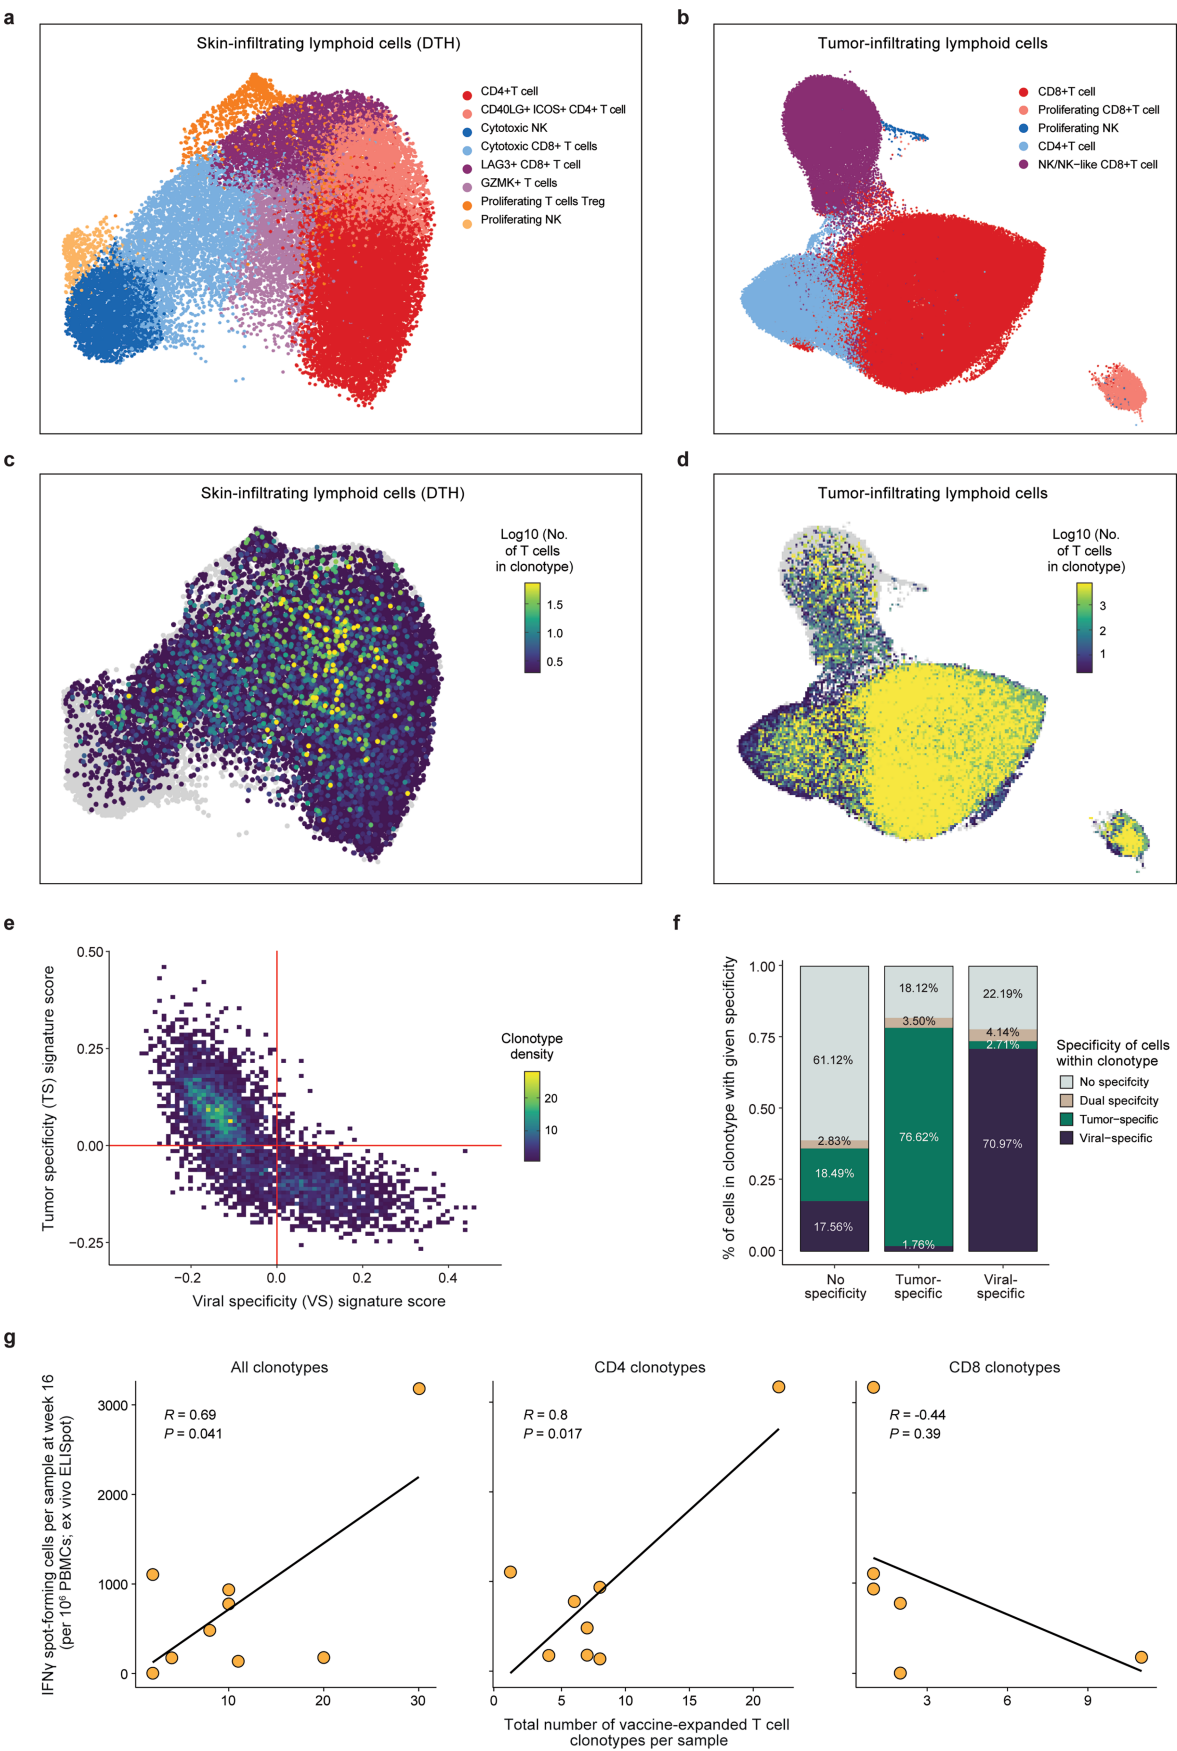 a
Skin-infiltrating lymphoid cells (DTH)
CD4+T cell
CD40LG+ ICOS+ CD4+ T cell
Cytotoxic NK
Cytotoxic CD8+ T cells
LAG3+ CD8+ T cell
GZMK+ T cells
Proliferating T cells Treg
Proliferating NK
b
Tumor-infiltrating lymphoid cells
CD8+T cell
Proliferating CD8+T cell
Proliferating NK
CD4+T cell
NK/NK−like CD8+T cell
c
Skin-infiltrating lymphoid cells (DTH)
Log10 (No.
of T cells
in clonotype)
1.5
1.0
0.5
d
Tumor-infiltrating lymphoid cells
Log10 (No.
of T cells
in clonotype)
3
2
1
e
Tumor specificity (TS) signature score
0.50
0.25
0.00
−0.25
−0.2
0.0
0.2
0.4
Viral specificity (VS) signature score
Clonotype
density
20
10
f
% of cells in clonotype with given specificity
1.00
0.75
0.50
0.25
0.00
61.12%
2.83%
18.49%
17.56%
18.12%
3.50%
76.62%
1.76%
22.19%
4.14%
2.71%
70.97%
No
specificity
Tumor-
specific
Viral-
specific
Specificity of cells
within clonotype
No specifcity
Dual specifcity
Tumor−specific
Viral−specific
g
IFNγ spot-forming cells per sample at week 16
(per 10⁶ PBMCs; ex vivo ELISpot)
All clonotypes
R = 0.69
P = 0.041
3000
2000
1000
0
10
20
30
CD4 clonotypes
R = 0.8
P = 0.017
0
5
10
15
20
CD8 clonotypes
R = -0.44
P = 0.39
3
6
9
Total number of vaccine-expanded T cell
clonotypes per sample